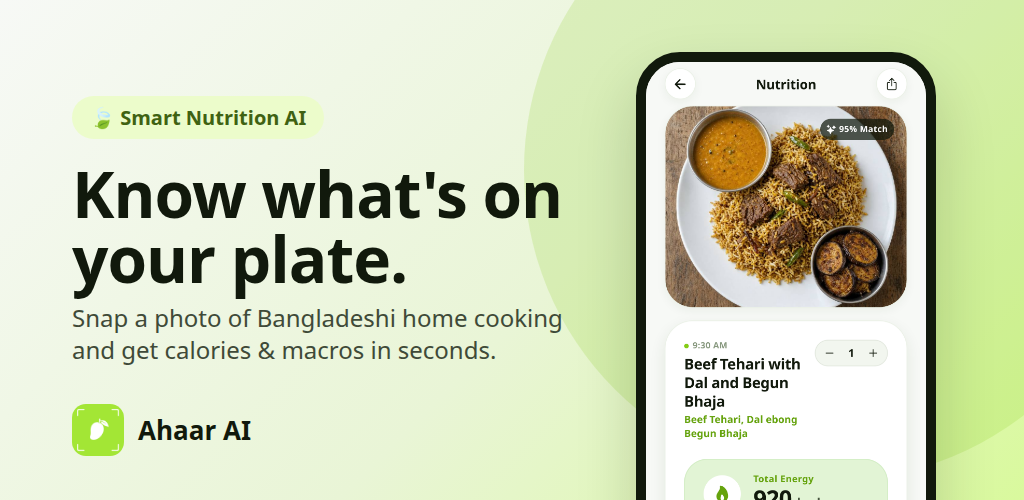 Smart Nutrition AI
Know what's on
your plate.
Snap a photo of Bangladeshi home cooking
and get calories & macros in seconds.
Ahaar AI
Nutrition
95% Match
9:30 AM
1
Beef Tehari with
Dal and Begun
Bhaja
Beef Tehari, Dal ebong
Begun Bhaja
Total Energy
920